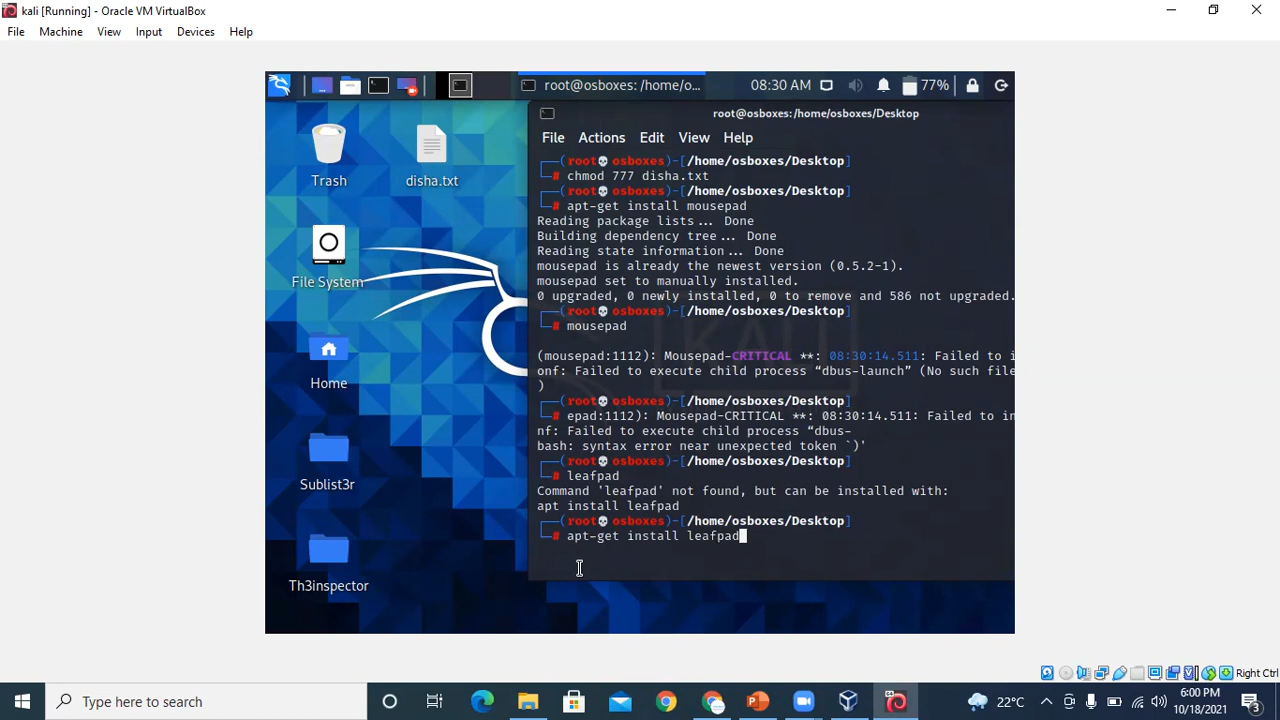 kali [Running] - Oracle VM VirtualBox
File Machine View Input Devices Help
root@osboxes: /home/o... 08:30 AM 77%
root@osboxes:/home/osboxes/Desktop
File Actions Edit View Help
Trash
disha.txt
File System
Home
Sublist3r
Th3inspector
┌──(root💀osboxes)-[/home/osboxes/Desktop]
└─# chmod 777 disha.txt
┌──(root💀osboxes)-[/home/osboxes/Desktop]
└─# apt-get install mousepad
Reading package lists... Done
Building dependency tree... Done
Reading state information... Done
mousepad is already the newest version (0.5.2-1).
mousepad set to manually installed.
0 upgraded, 0 newly installed, 0 to remove and 586 not upgraded.
┌──(root💀osboxes)-[/home/osboxes/Desktop]
└─# mousepad
(mousepad:1112): Mousepad-CRITICAL **: 08:30:14.511: Failed to i
onf: Failed to execute child process “dbus-launch” (No such file
)
┌──(root💀osboxes)-[/home/osboxes/Desktop]
└─# epad:1112): Mousepad-CRITICAL **: 08:30:14.511: Failed to in
nf: Failed to execute child process “dbus-
bash: syntax error near unexpected token `)'
┌──(root💀osboxes)-[/home/osboxes/Desktop]
└─# leafpad
Command 'leafpad' not found, but can be installed with:
apt install leafpad
┌──(root💀osboxes)-[/home/osboxes/Desktop]
└─# apt-get install leafpad
KALI
Right Ctrl
Type here to search
22°C
6:00 PM
10/18/2021
3